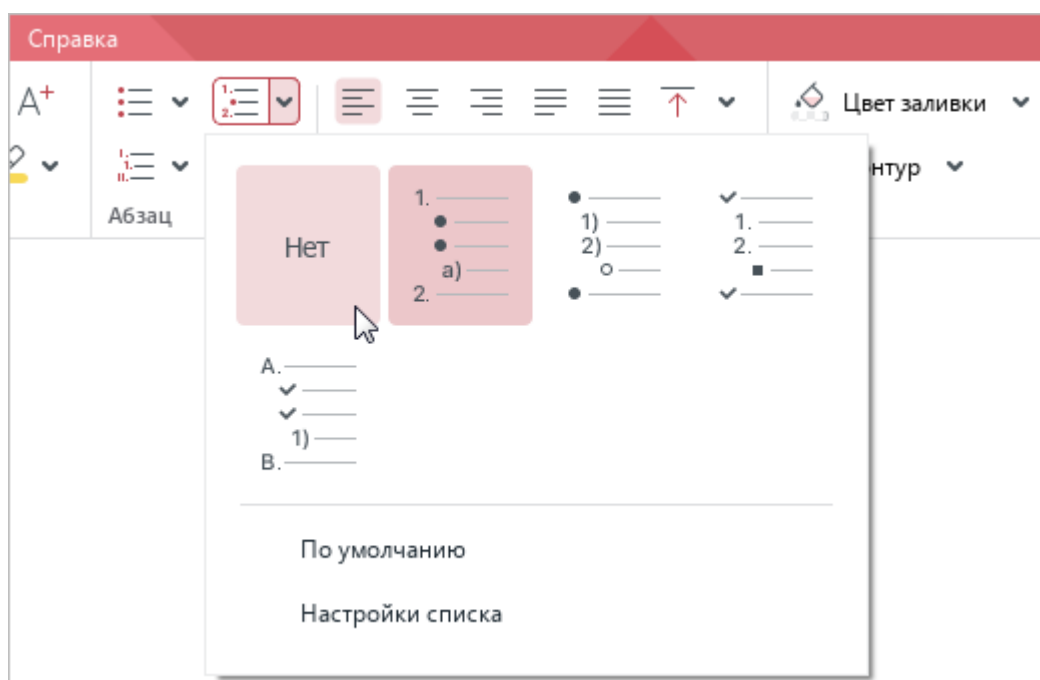 Справка
A+
Цвет заливки
нтур
Абзац
Нет
1.
a)
2.
1)
2)
1.
2.
A.
1)
B.
По умолчанию
Настройки списка